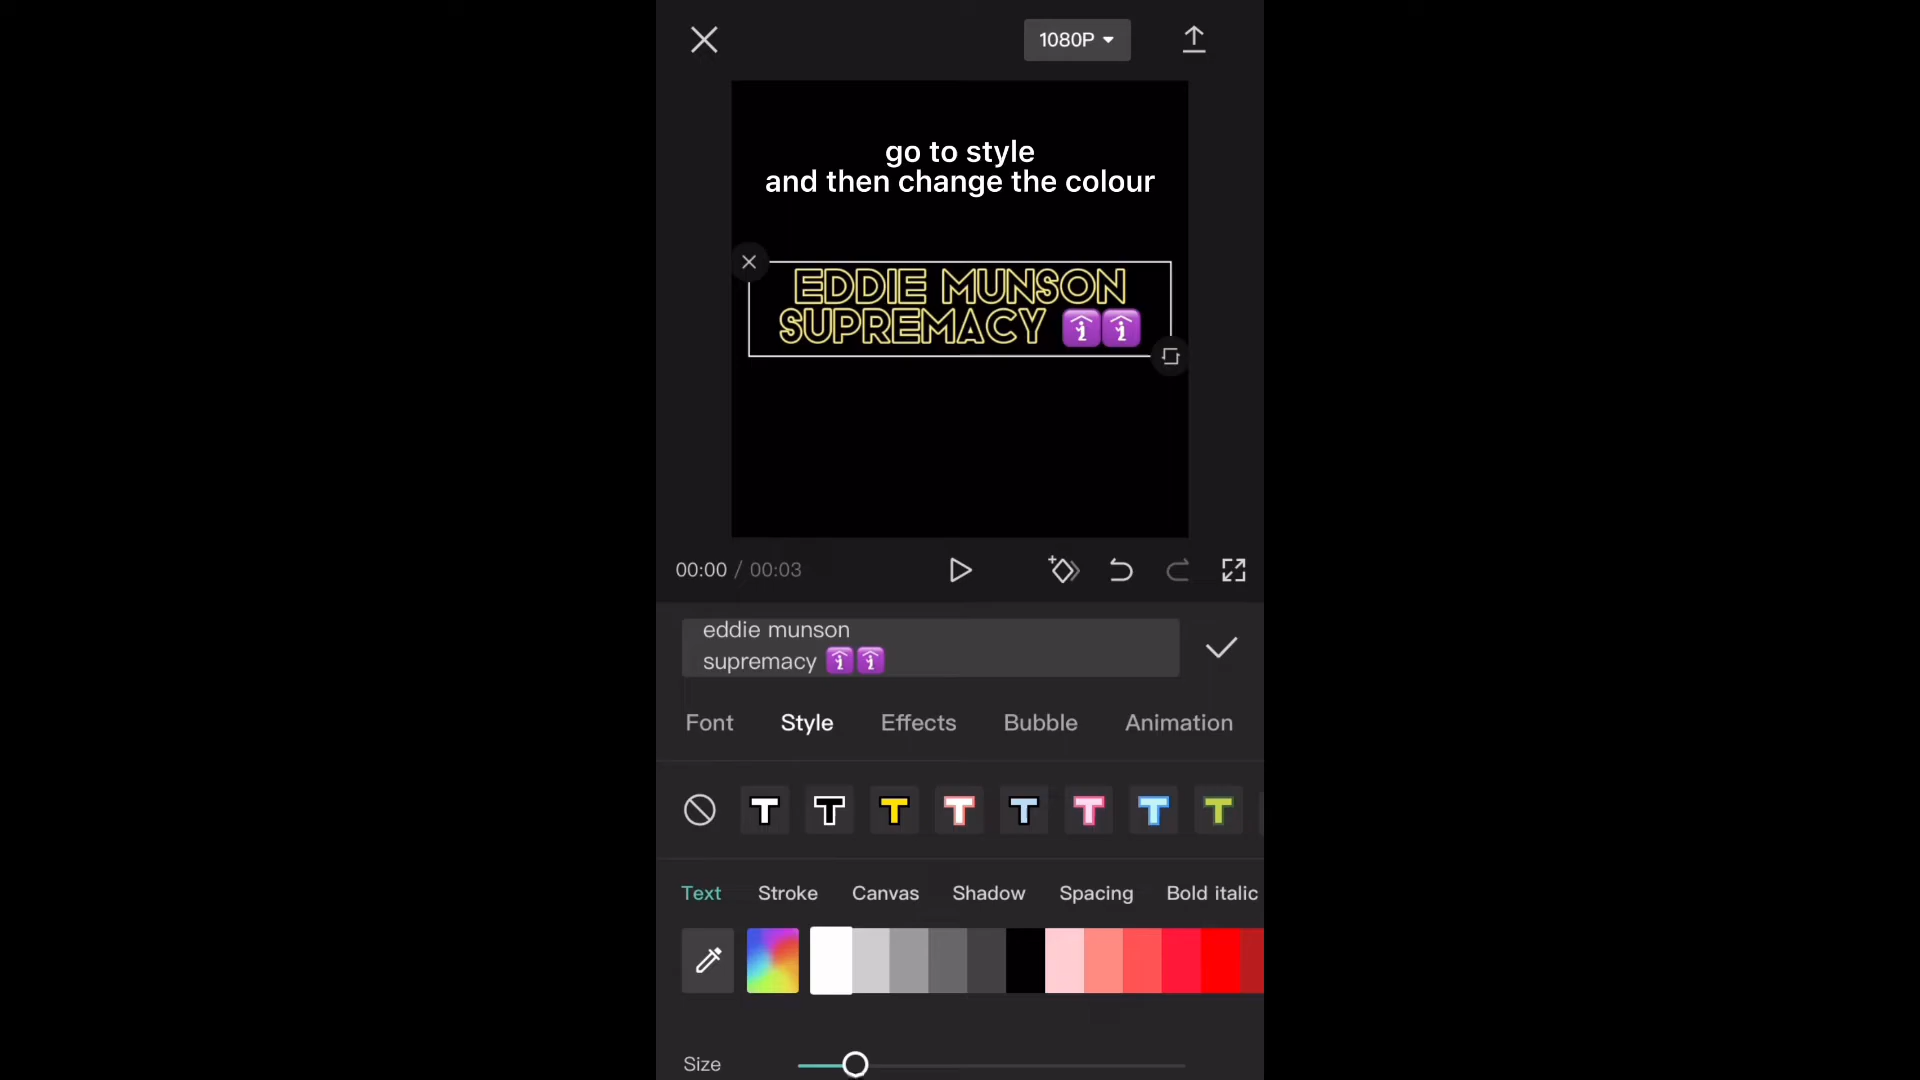 1080P
go to style
and then change the colour
EDDIE MUNSON
SUPREMACY 🛐🛐
00:00 / 00:03
eddie munson
supremacy 🛐🛐
Font Style Effects Bubble Animation
T T T T T T T T
Text Stroke Canvas Shadow Spacing Bold italic
Size